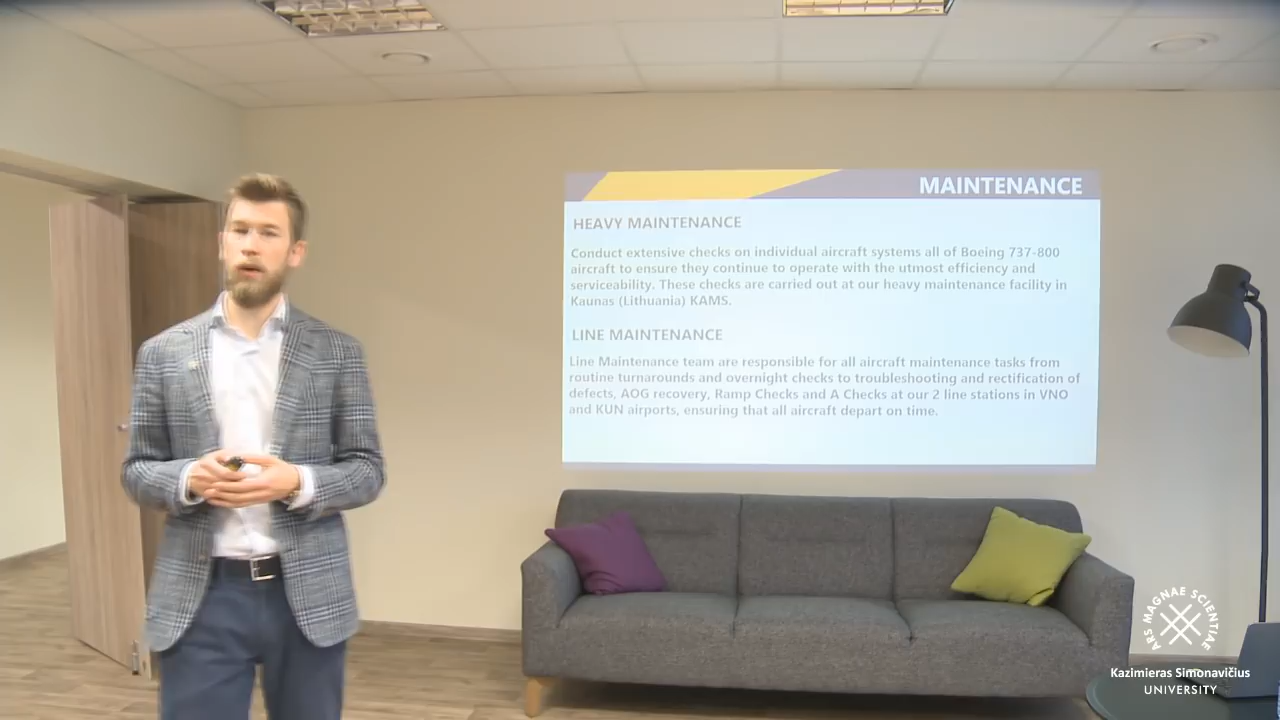 MAINTENANCE
HEAVY MAINTENANCE
Conduct extensive checks on individual aircraft systems all of Boeing 737-800
aircraft to ensure they continue to operate with the utmost efficiency and
serviceability. These checks are carried out at our heavy maintenance facility in
Kaunas (Lithuania) KAMS.
LINE MAINTENANCE
Line Maintenance team are responsible for all aircraft maintenance tasks from
routine turnarounds and overnight checks to troubleshooting and rectification of
defects, AOG recovery, Ramp Checks and A Checks at our 2 line stations in VNO
and KUN airports, ensuring that all aircraft depart on time.
ARS MAGNAE SCIENTIAE
Kazimieras Simonavičius
UNIVERSITY